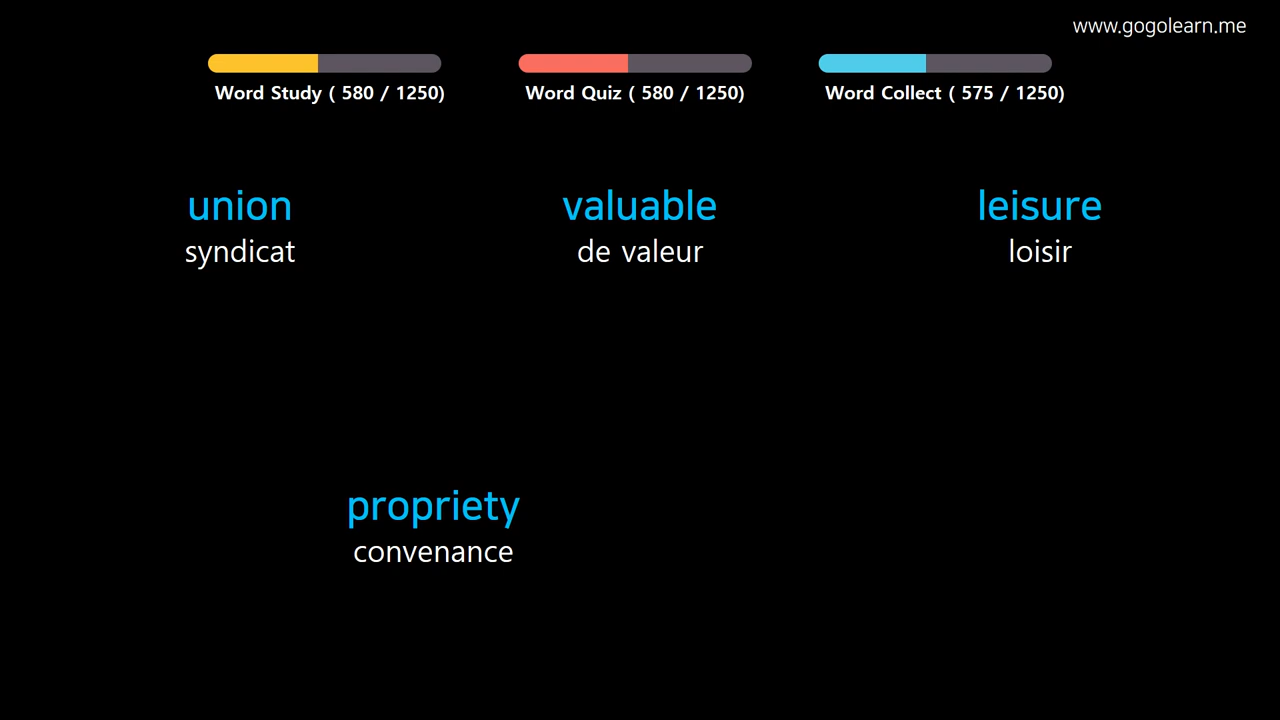 www.gogolearn.me
Word Study ( 580 / 1250)
Word Quiz ( 580 / 1250)
Word Collect ( 575 / 1250)
union
syndicat
valuable
de valeur
leisure
loisir
propriety
convenance